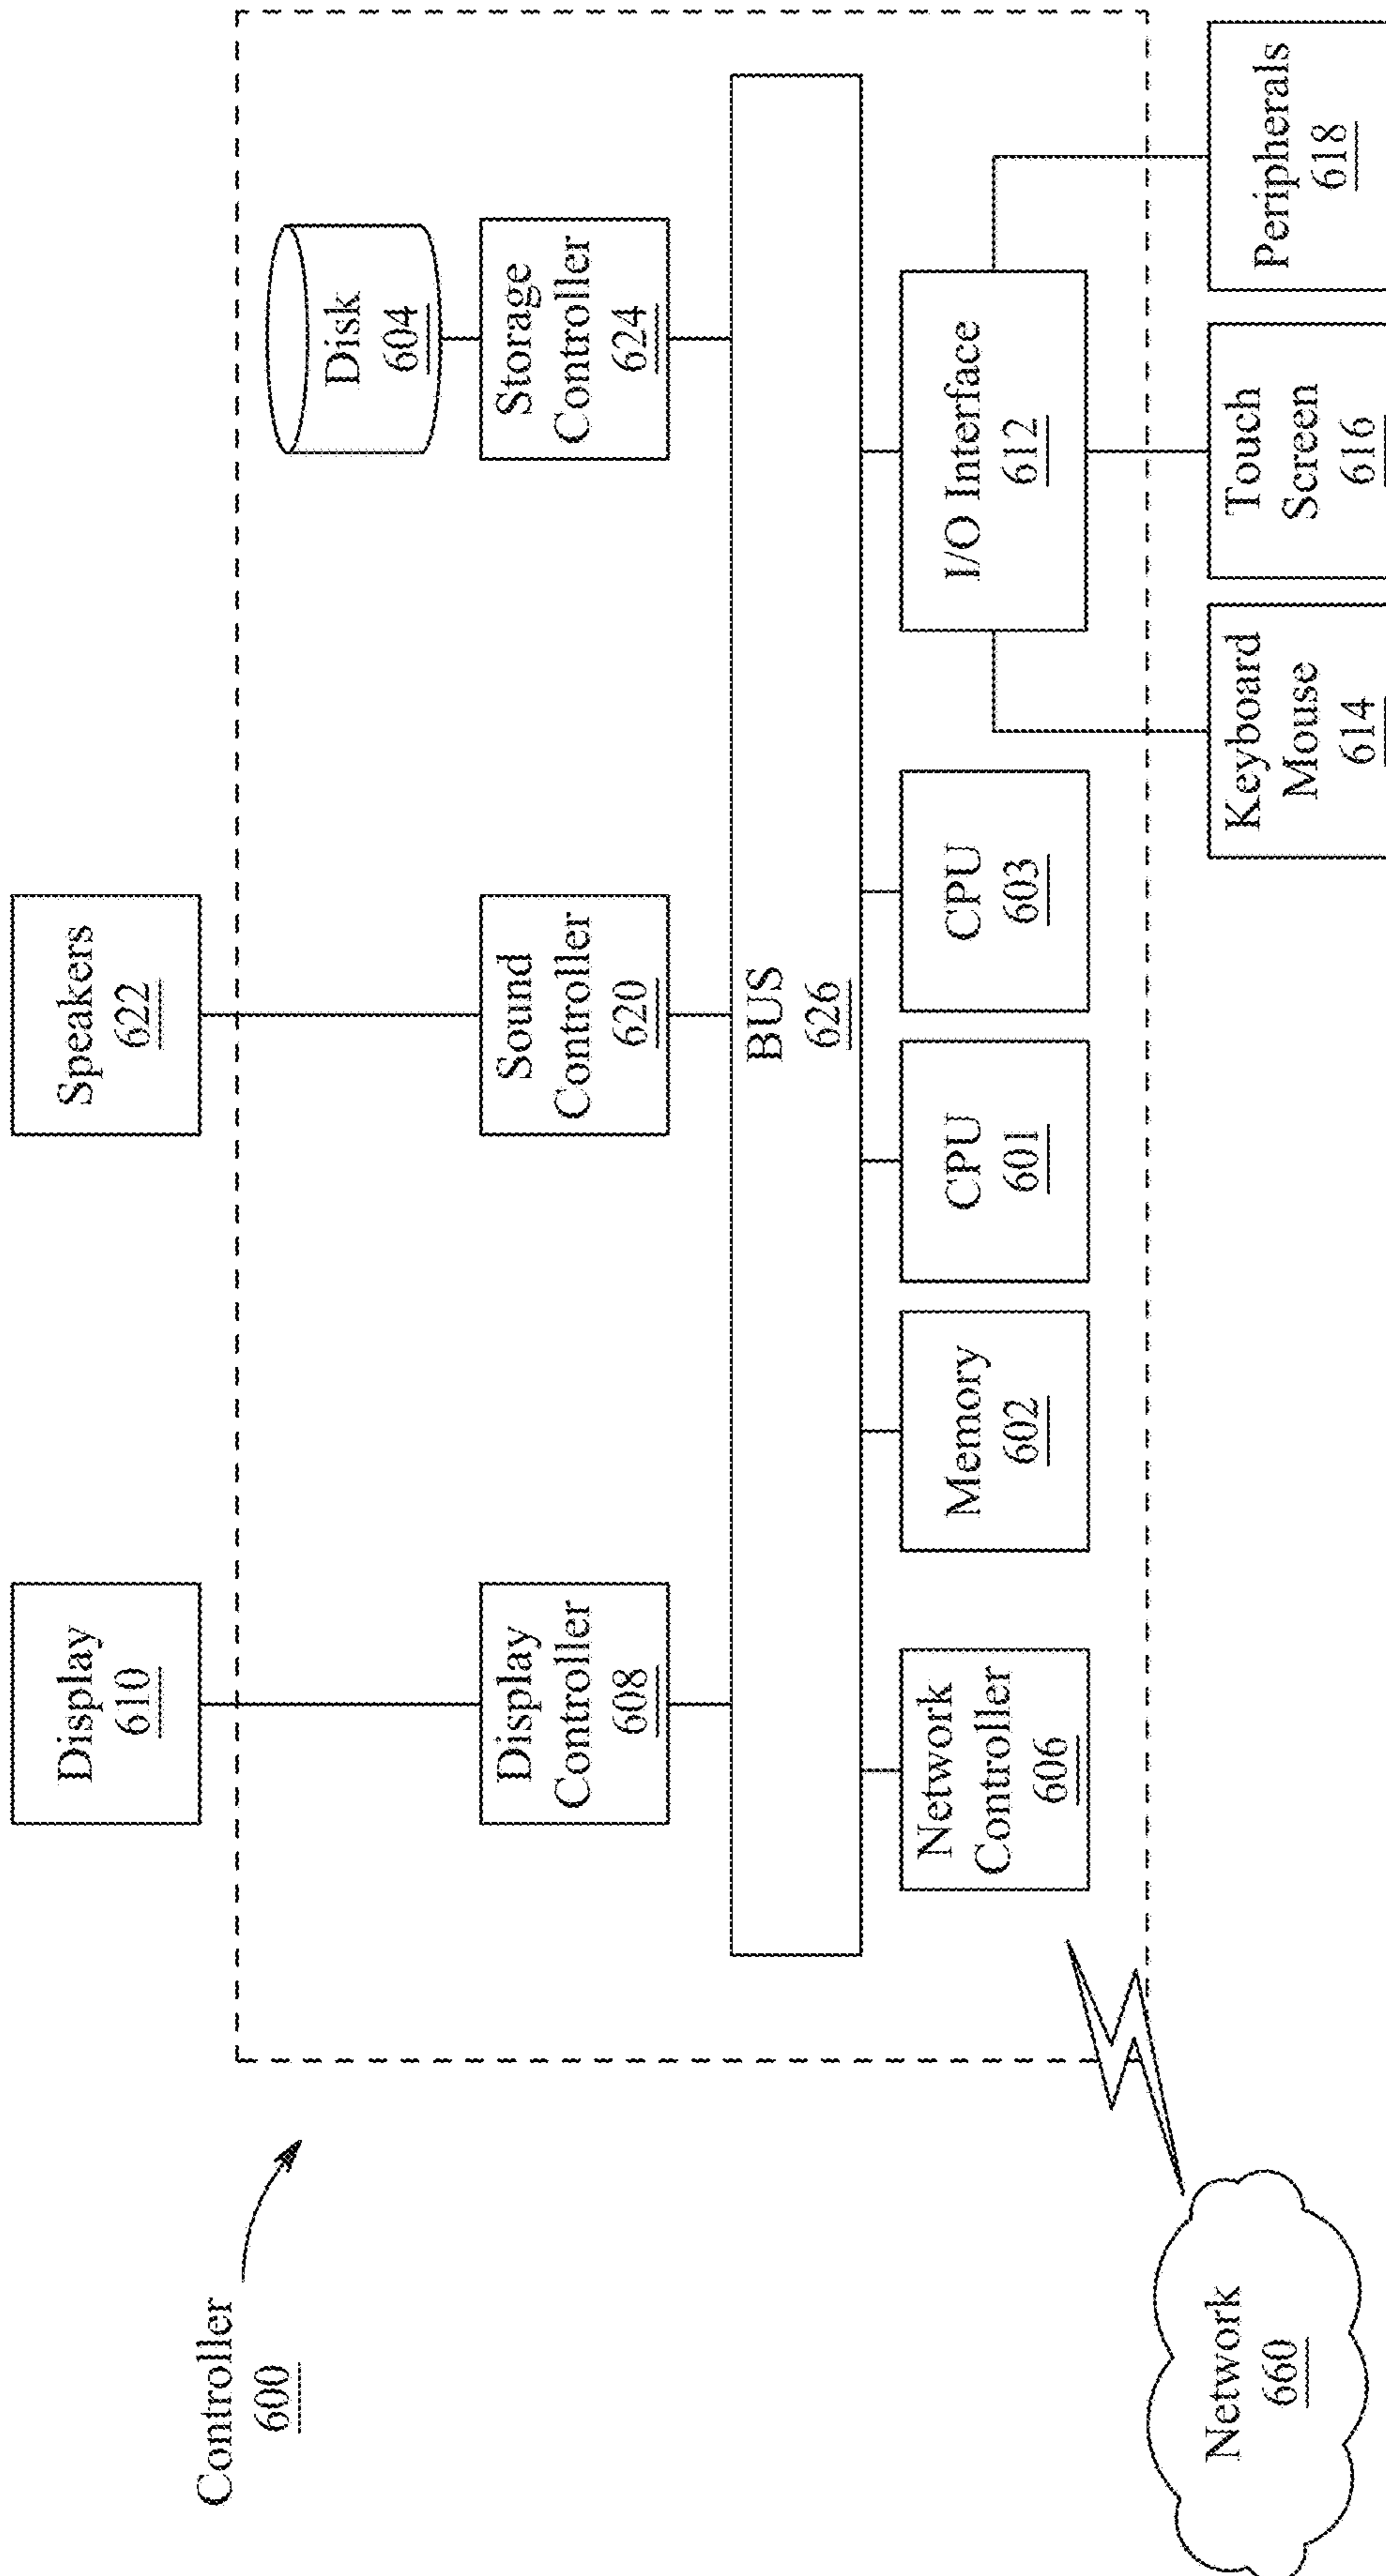 Controller
600
Display
610
Speakers
622
Disk
604
Display
Controller
608
Sound
Controller
620
Storage
Controller
624
BUS
626
Network
Controller
606
Memory
602
CPU
601
CPU
603
I/O Interface
612
Network
660
Keyboard
Mouse
614
Touch
Screen
616
Peripherals
618